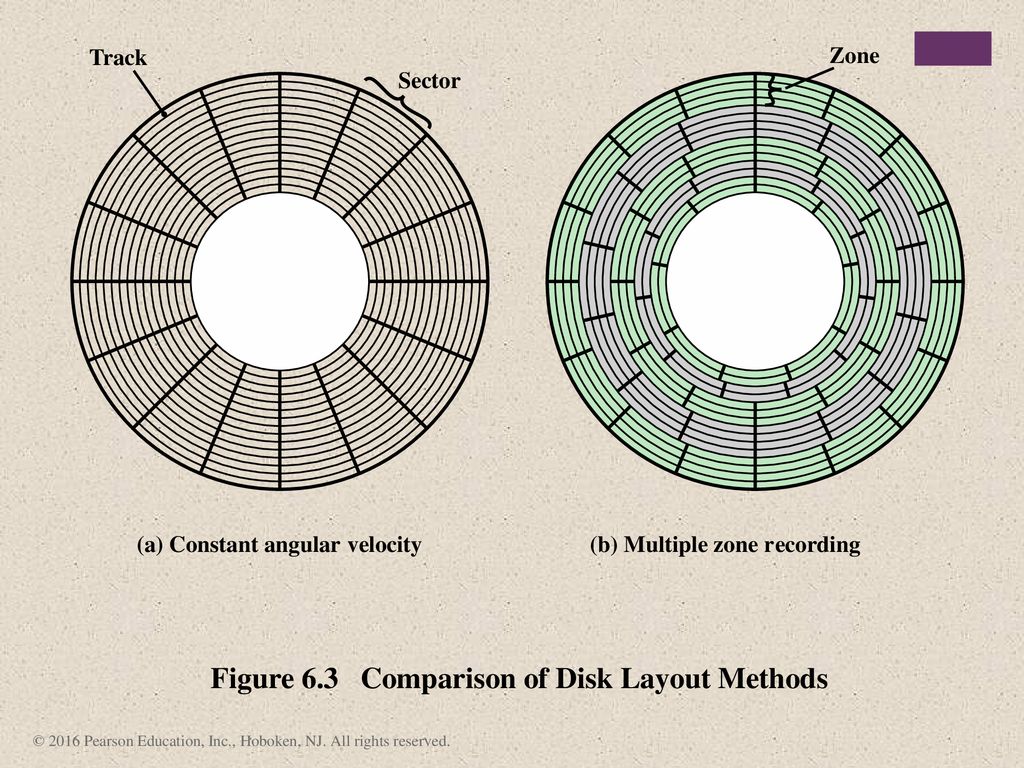 Track
Sector
Zone
(a) Constant angular velocity
(b) Multiple zone recording
Figure 6.3 Comparison of Disk Layout Methods
© 2016 Pearson Education, Inc., Hoboken, NJ. All rights reserved.